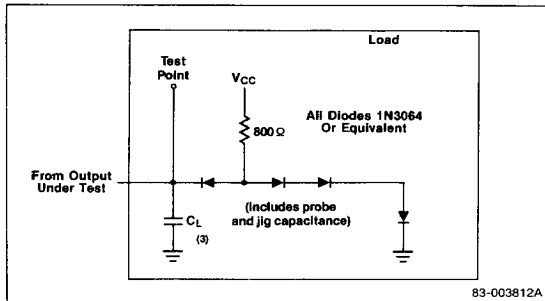 Load
Test
Point
VCC
800Ω
All Diodes 1N3064
Or Equivalent
From Output
Under Test
CL
(3)
(Includes probe
and jig capacitance)
83-003812A